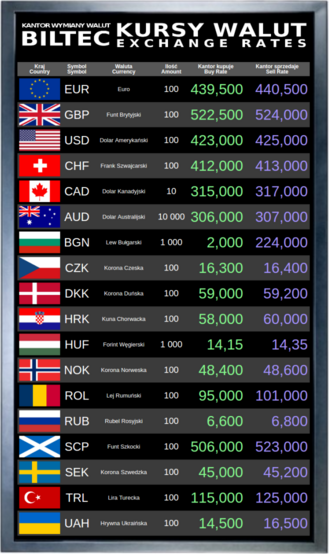 KANTOR WYMIANY WALUT
BILTEC
KURSY WALUT
EXCHANGE RATES
Kraj Symbol Waluta Ilość Kantor kupuje Kantor sprzedaje
Country Symbol Currency Amount Buy Rate Sell Rate
EUR Euro 100 439,500 440,500
GBP Funt Brytyjski 100 522,500 524,000
USD Dolar Amerykański 100 423,000 425,000
CHF Frank Szwajcarski 100 412,000 413,000
CAD Dolar Kanadyjski 10 315,000 317,000
AUD Dolar Australijski 10 000 306,000 307,000
BGN Lew Bułgarski 1 000 2,000 224,000
CZK Korona Czeska 100 16,300 16,400
DKK Korona Duńska 100 59,000 59,200
HRK Kuna Chorwacka 100 58,000 60,000
HUF Forint Węgierski 1 000 14,15 14,35
NOK Korona Norweska 100 48,400 48,600
ROL Lej Rumuński 100 95,000 101,000
RUB Rubel Rosyjski 100 6,600 6,800
SCP Funt Szkocki 100 506,000 523,000
SEK Korona Szwedzka 100 45,000 45,200
TRL Lira Turecka 100 115,000 125,000
UAH Hrywna Ukraińska 100 14,500 16,500